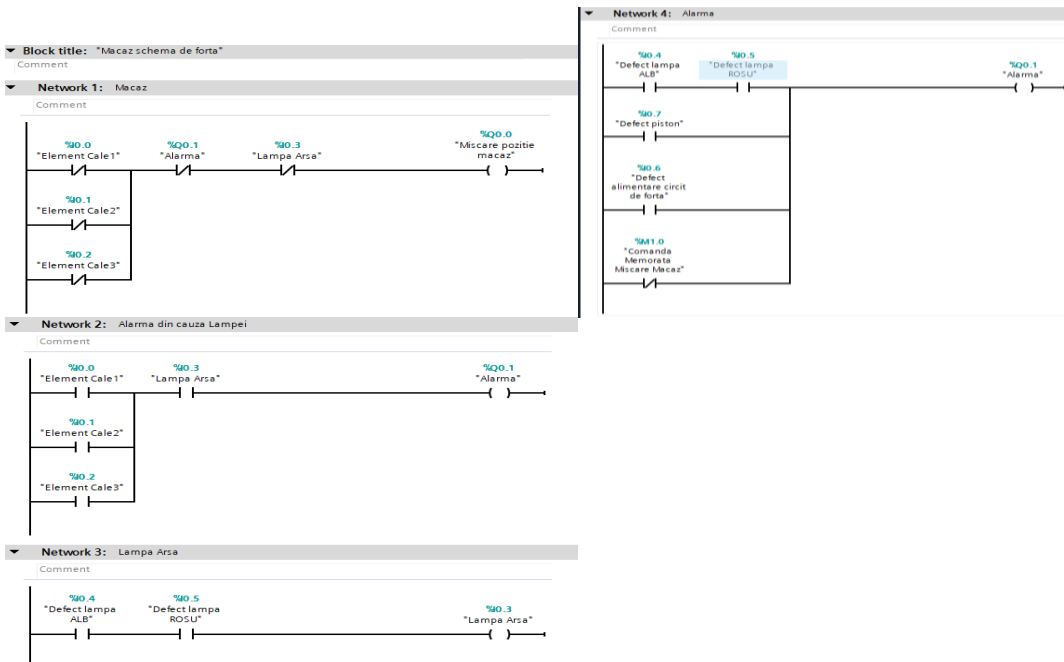 Block title: "Macaz schema de forta"
Comment
Network 1: Macaz
Comment
%I0.0
"Element Cale1"
%Q0.1
"Alarma"
%I0.3
"Lampa Arsa"
%Q0.0
"Miscare pozitie
macaz"
%I0.1
"Element Cale2"
%I0.2
"Element Cale3"
Network 2: Alarma din cauza Lampei
Comment
%I0.0
"Element Cale1"
%I0.3
"Lampa Arsa"
%Q0.1
"Alarma"
%I0.1
"Element Cale2"
%I0.2
"Element Cale3"
Network 3: Lampa Arsa
Comment
%I0.4
"Defect lampa
ALB"
%I0.5
"Defect lampa
ROSU"
%I0.3
"Lampa Arsa"
Network 4: Alarma
Comment
%I0.4
"Defect lampa
ALB"
%I0.5
"Defect lampa
ROSU"
%Q0.1
"Alarma"
%I0.7
"Defect piston"
%I0.6
"Defect
alimentare circit
de forta"
%M1.0
"Comanda
Memorata
Miscare Macaz"